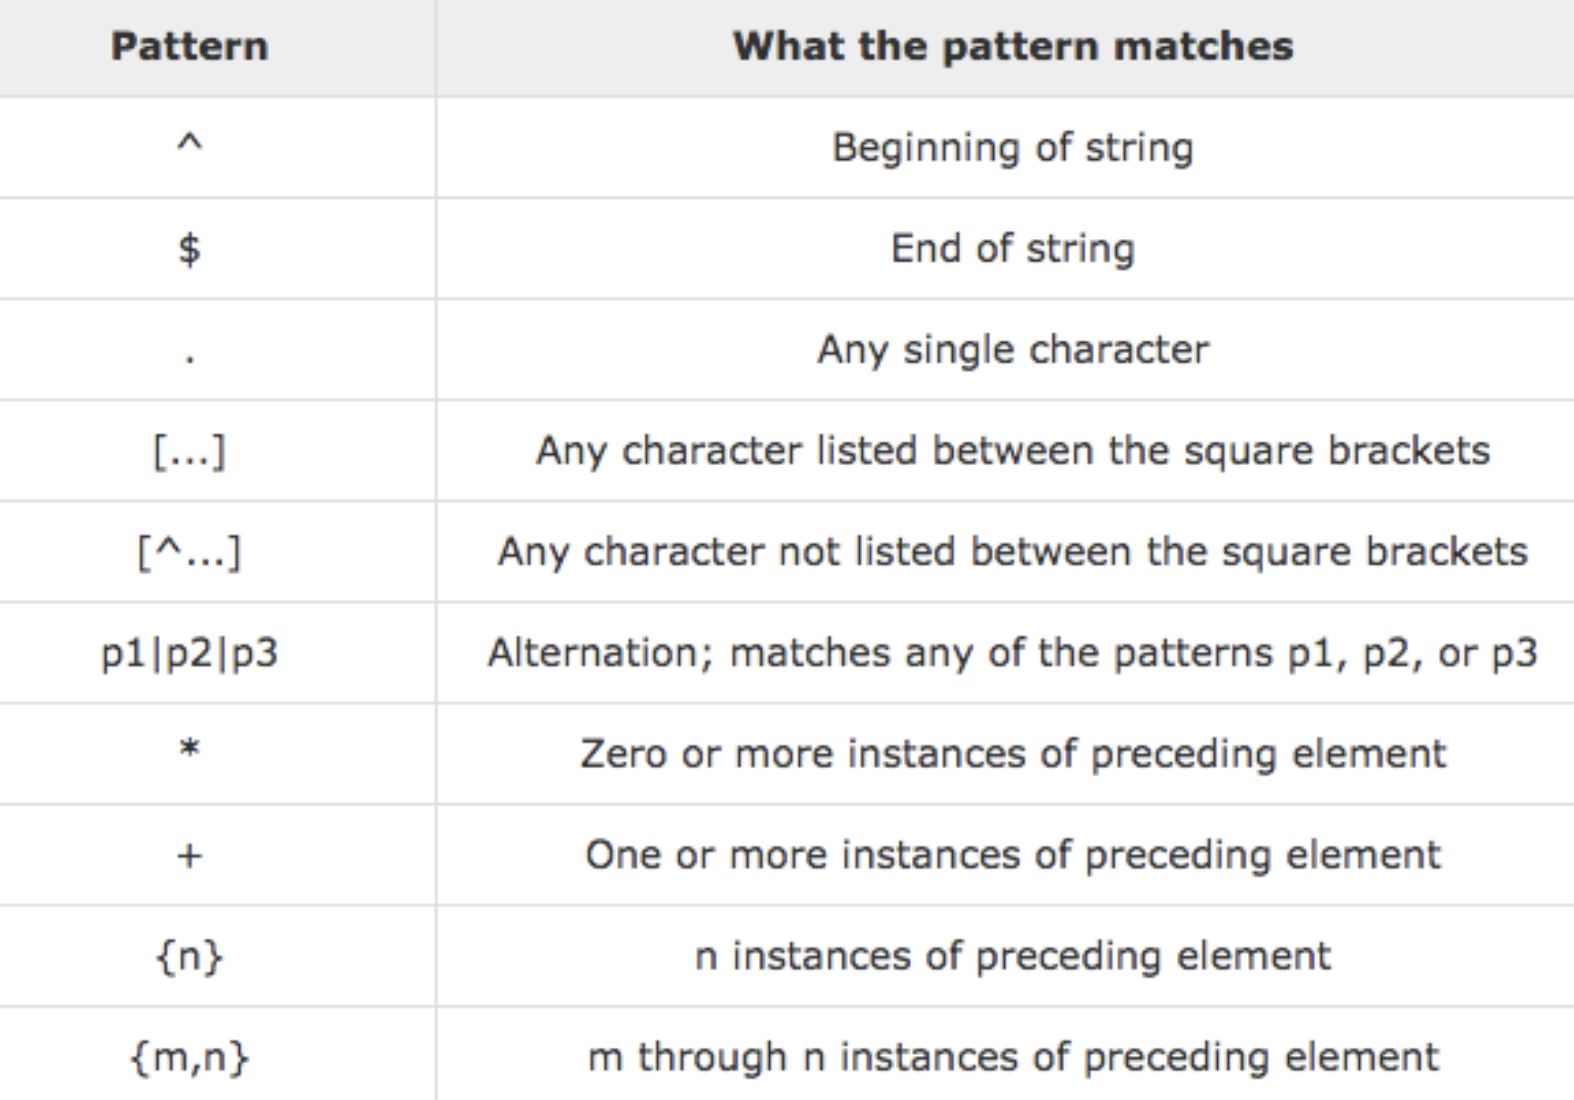 Pattern What the pattern matches
^ Beginning of string
$ End of string
. Any single character
[...] Any character listed between the square brackets
[^...] Any character not listed between the square brackets
p1|p2|p3 Alternation; matches any of the patterns p1, p2, or p3
* Zero or more instances of preceding element
+ One or more instances of preceding element
{n} n instances of preceding element
{m,n} m through n instances of preceding element